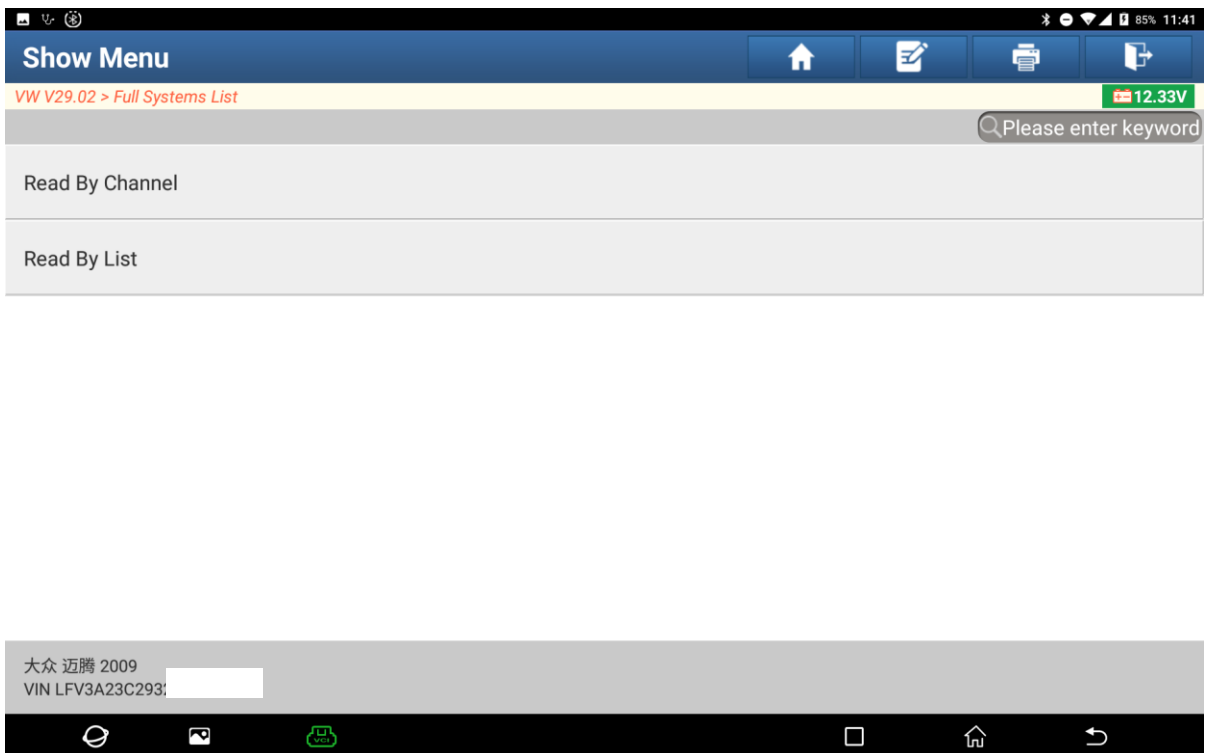 85% 11:41
Show Menu
VW V29.02 > Full Systems List
12.33V
Please enter keyword
Read By Channel
Read By List
大众 迈腾 2009
VIN LFV3A23C293
VCI